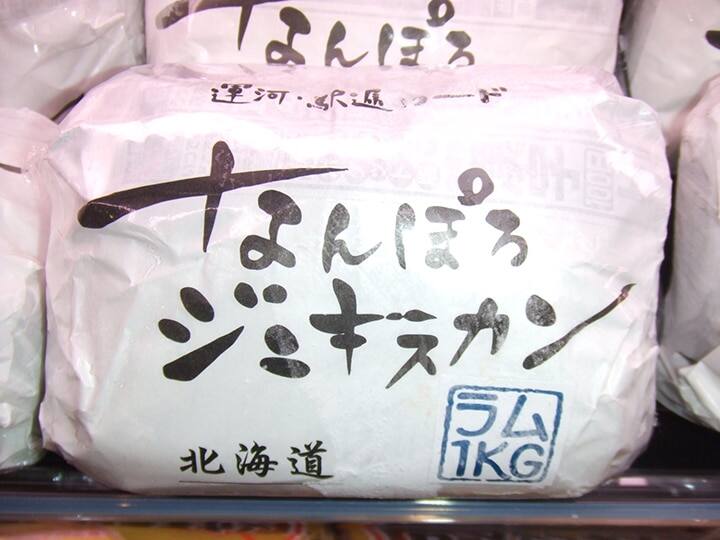 なんぽろ
運河・駅逓ロード
なんぽろ
ジンギスカン
ラム
1KG
北海道